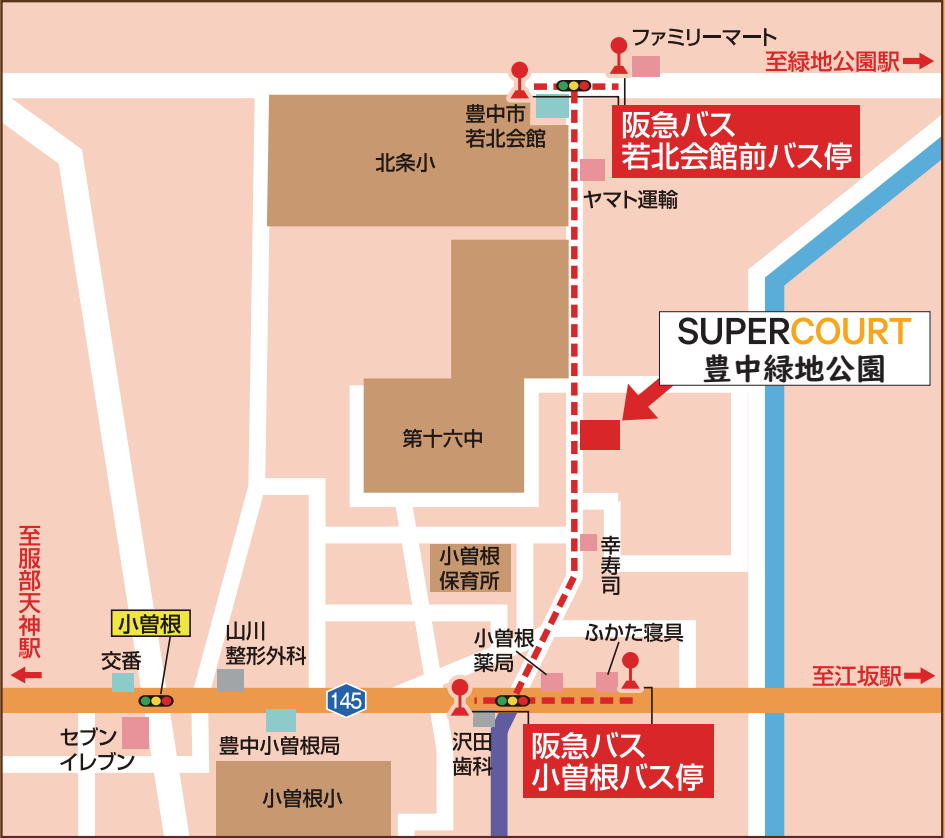 ファミリーマート
至緑地公園駅
豊中市
若北会館
阪急バス
若北会館前バス停
北条小
ヤマト運輸
SUPERCOURT
豊中緑地公園
第十六中
至服部天神駅
幸寿司
小曽根
保育所
小曽根
山川
整形外科
交番
小曽根
薬局
ふかた寝具
至江坂駅
145
セブン
イレブン
豊中小曽根局
沢田
歯科
阪急バス
小曽根バス停
小曽根小